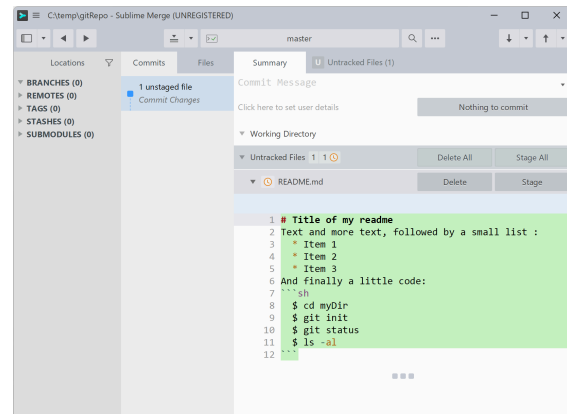 C:\temp\gitRepo - Sublime Merge (UNREGISTERED)
master
Locations
Commits
Files
Summary
U Untracked Files (1)
BRANCHES (0)
REMOTES (0)
TAGS (0)
STASHES (0)
SUBMODULES (0)
1 unstaged file
Commit Changes
Commit Message
Click here to set user details
Nothing to commit
Working Directory
Untracked Files 1 1
Delete All
Stage All
README.md
Delete
Stage
1 # Title of my readme
2 Text and more text, followed by a small list :
3 * Item 1
4 * Item 2
5 * Item 3
6 And finally a little code:
7 ```sh
8 $ cd myDir
9 $ git init
10 $ git status
11 $ ls -al
12 ```